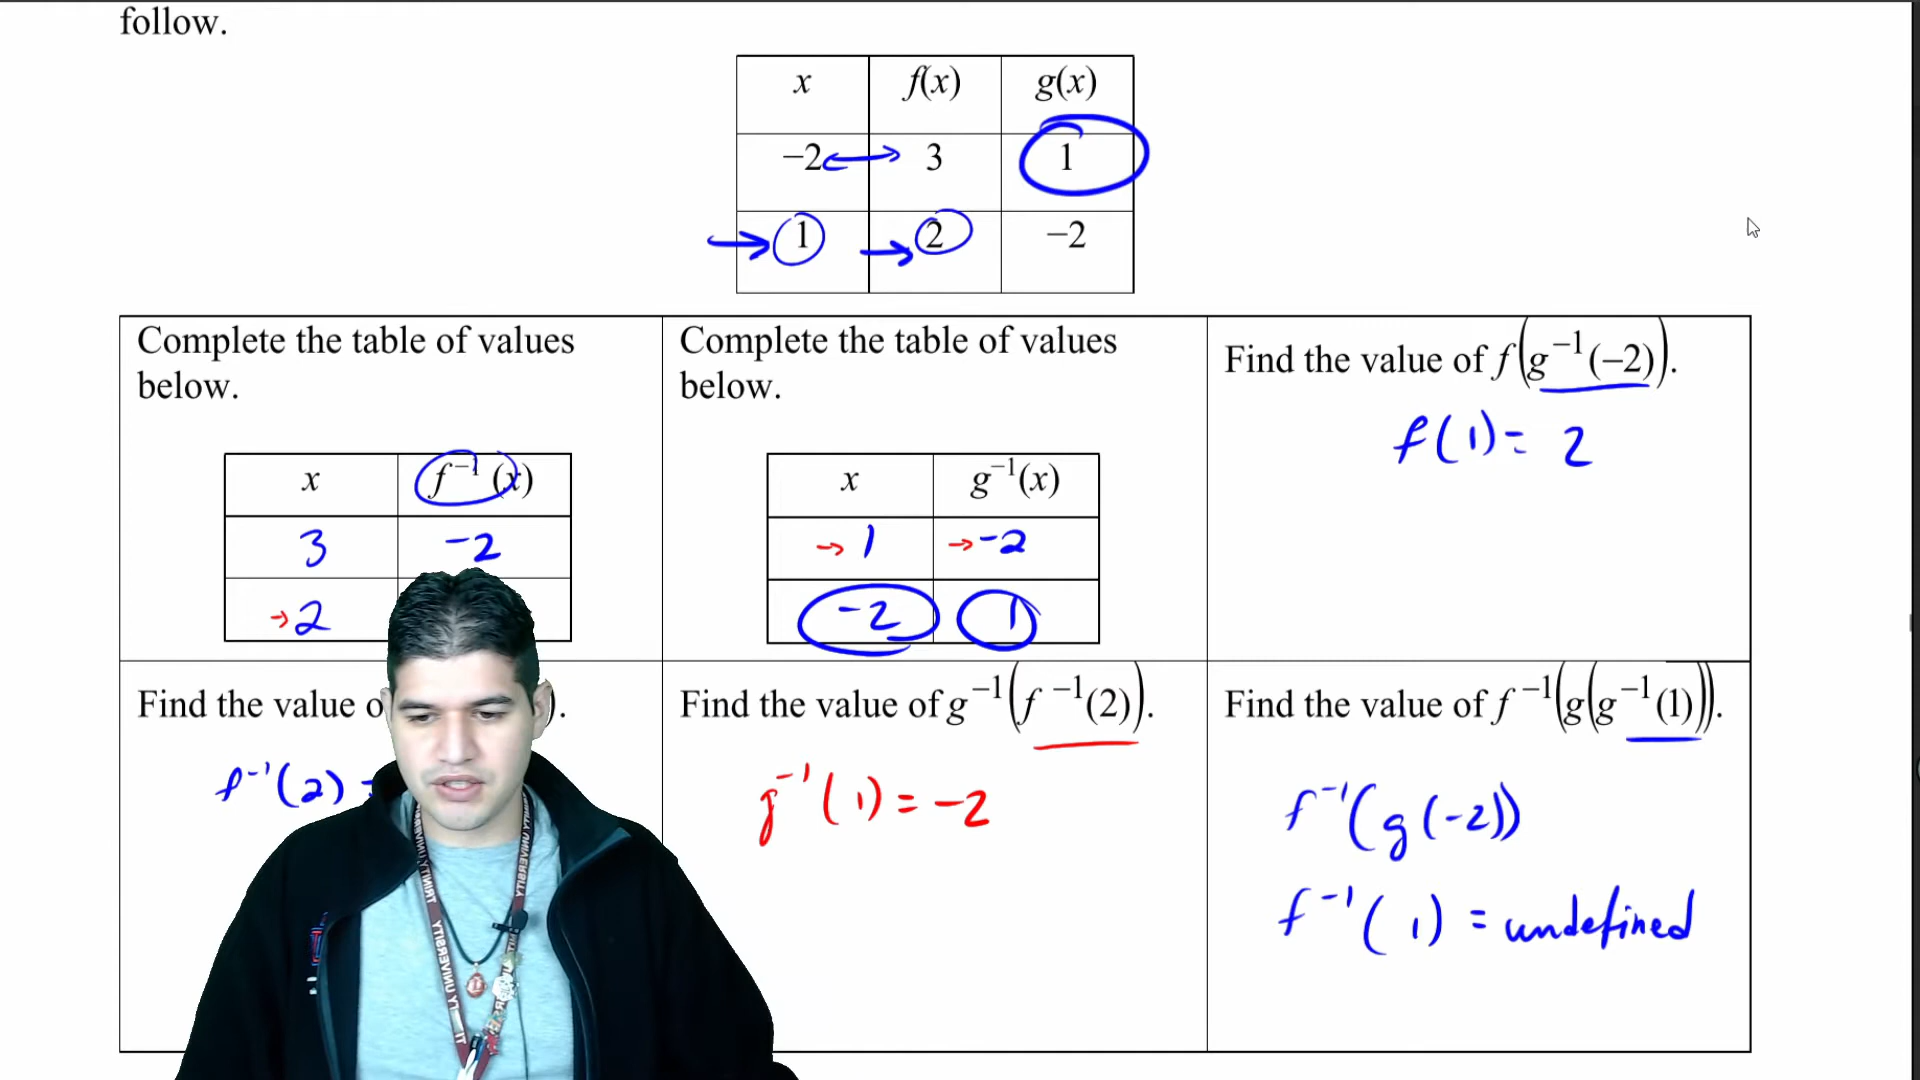 follow.
x f(x) g(x)
−2 3 1
1 2 −2
Complete the table of values
below.
x f⁻¹(x)
3 -2
2
Complete the table of values
below.
x g⁻¹(x)
1 -2
-2 1
Find the value of f(g⁻¹(−2)).
f(1) = 2
Find the value o ).
f⁻¹(2) =
Find the value of g⁻¹(f⁻¹(2)).
g⁻¹(1) = -2
Find the value of f⁻¹(g(g⁻¹(1))).
f⁻¹(g(-2))
f⁻¹(1) = undefined
TRINITY UNIVERSITY